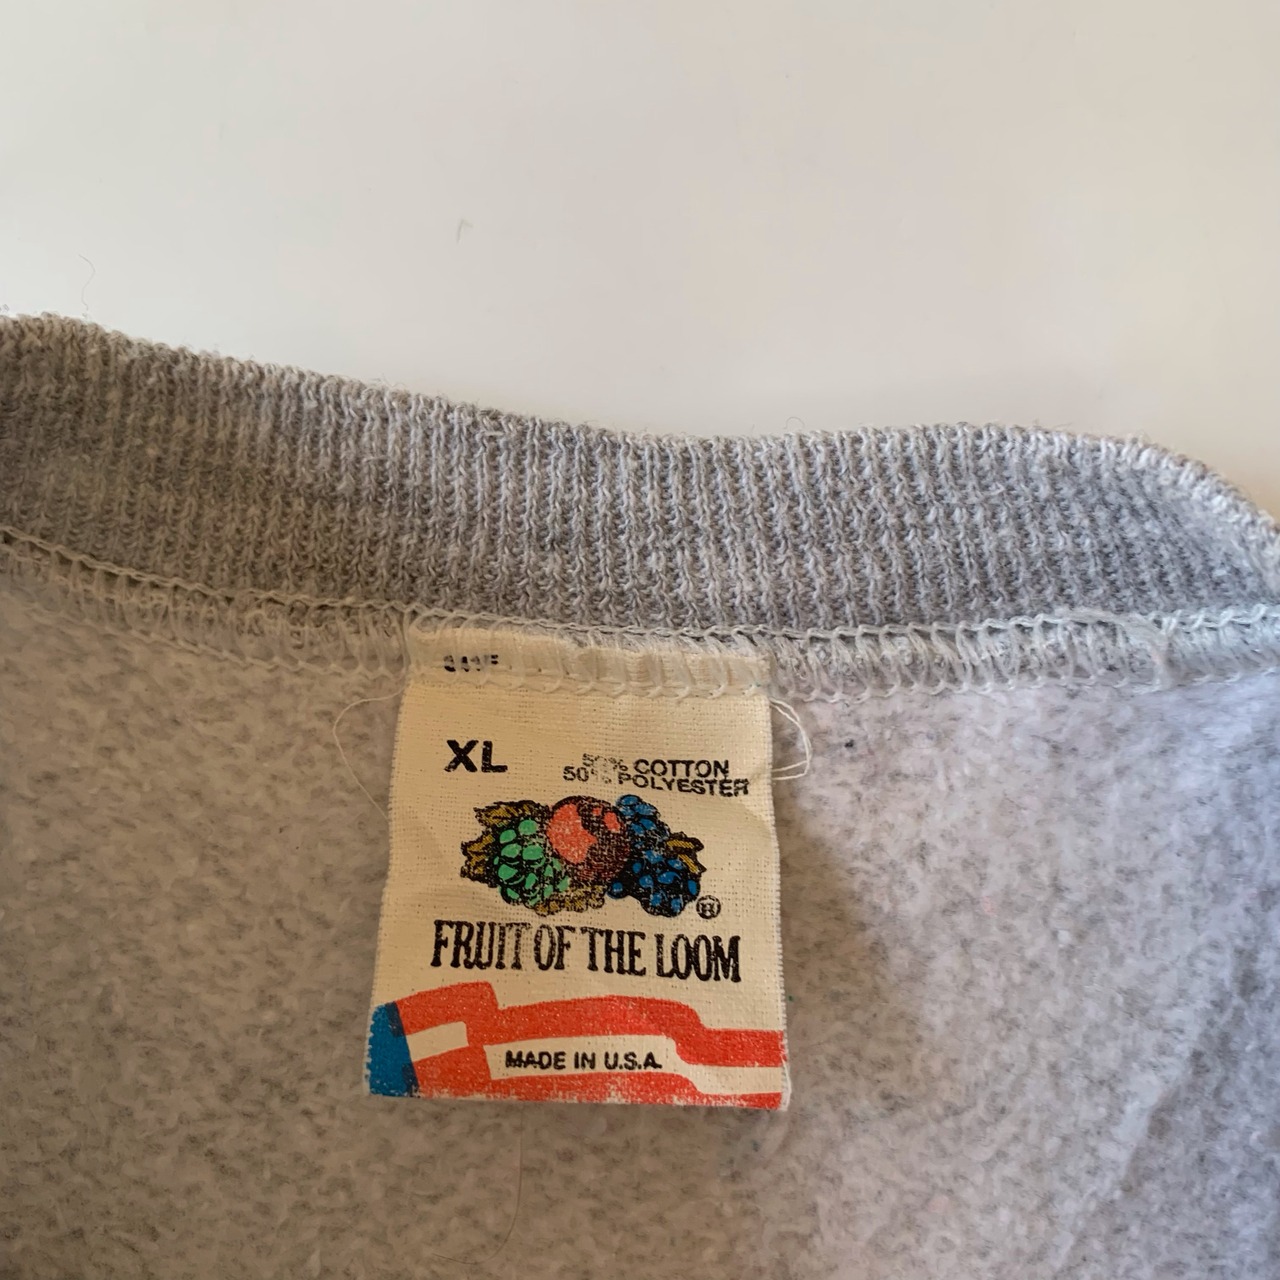 XL
50% COTTON
50% POLYESTER
®
FRUIT OF THE LOOM
MADE IN U.S.A.